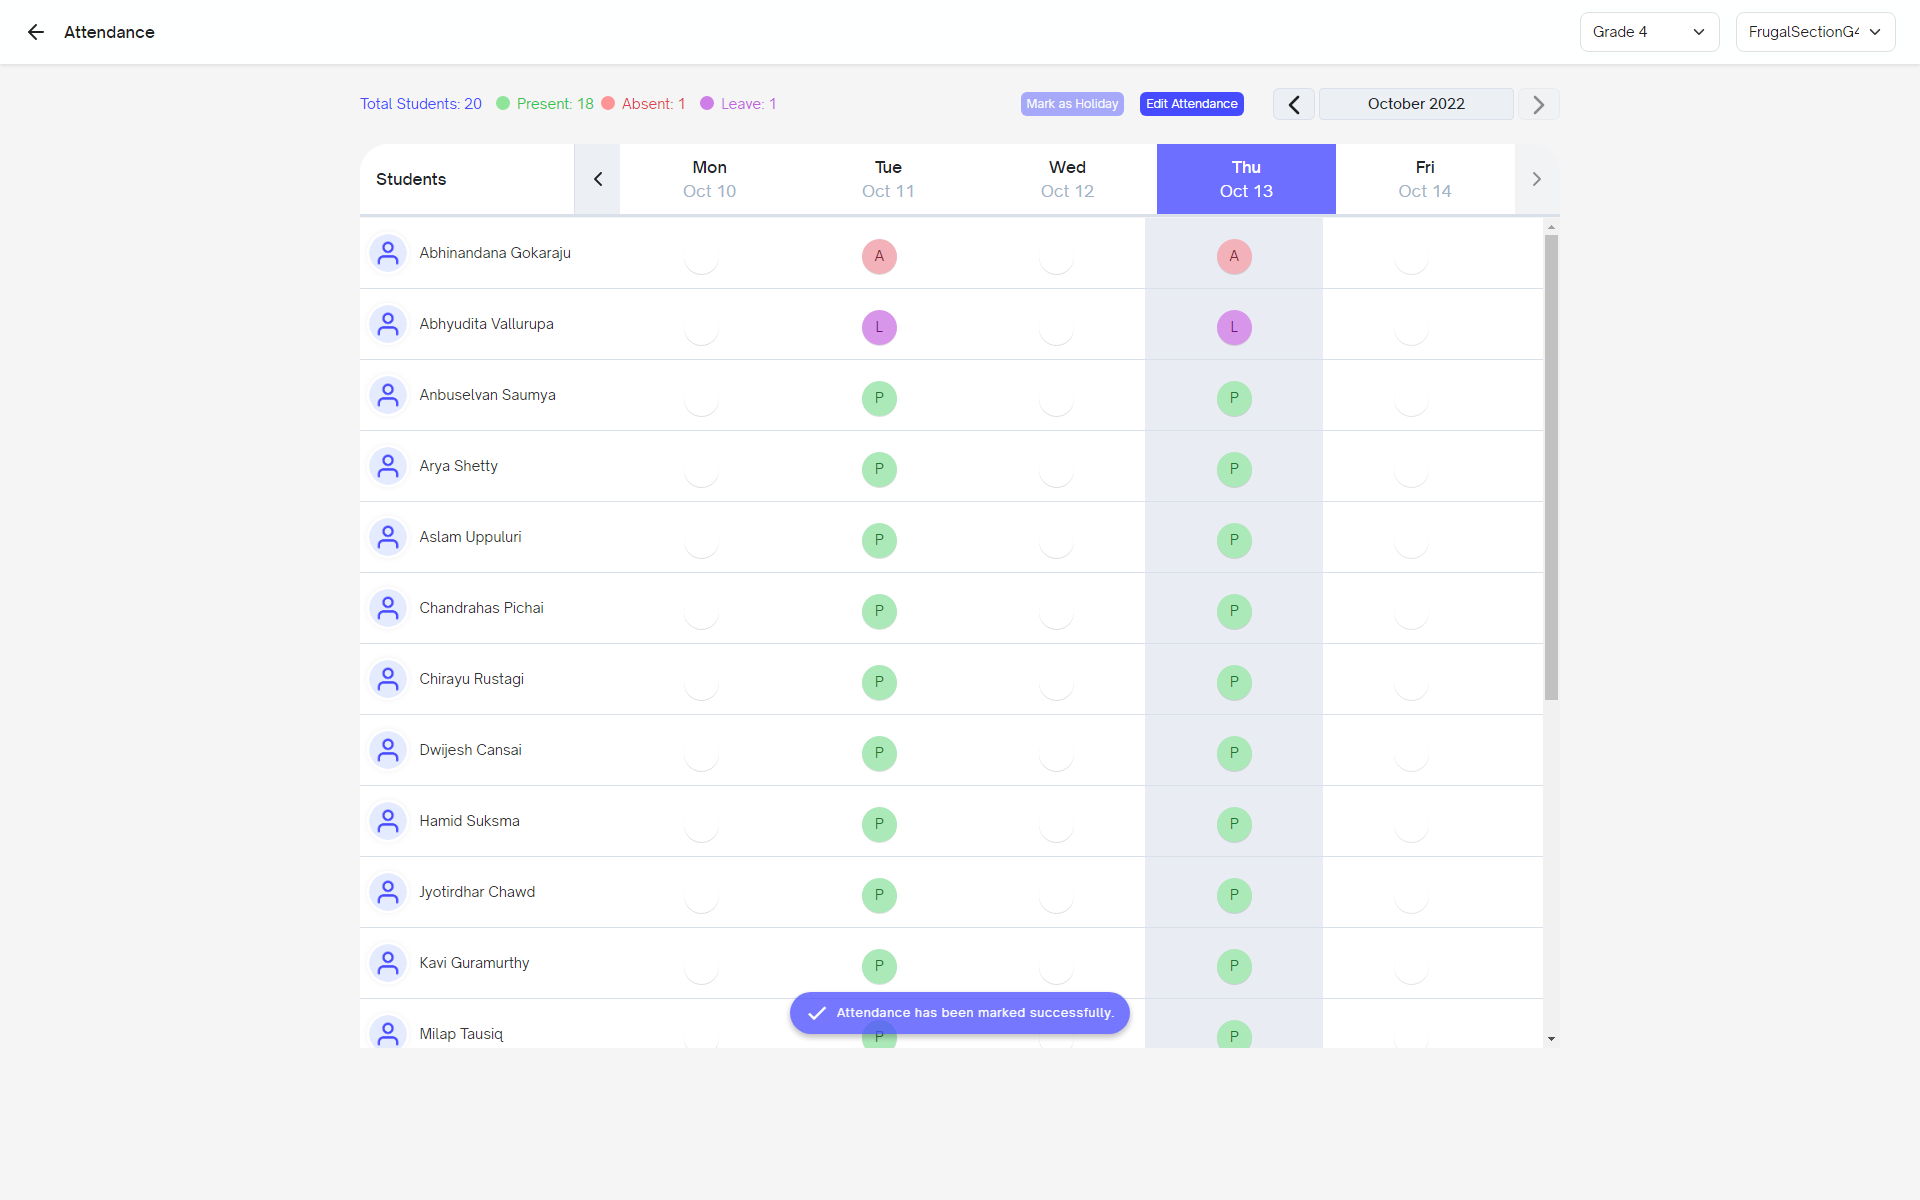 Attendance
Grade 4
FrugalSectionG4
Total Students: 20 Present: 18 Absent: 1 Leave: 1
Mark as Holiday Edit Attendance October 2022
Students Mon Tue Wed Thu Fri
Oct 10 Oct 11 Oct 12 Oct 13 Oct 14
Abhinandana Gokaraju A A
Abhyudita Vallurupa L L
Anbuselvan Saumya P P
Arya Shetty P P
Aslam Uppuluri P P
Chandrahas Pichai P P
Chirayu Rustagi P P
Dwijesh Cansai P P
Hamid Suksma P P
Jyotirdhar Chawd P P
Kavi Guramurthy P P
Attendance has been marked successfully.
Milap Tausiq P P